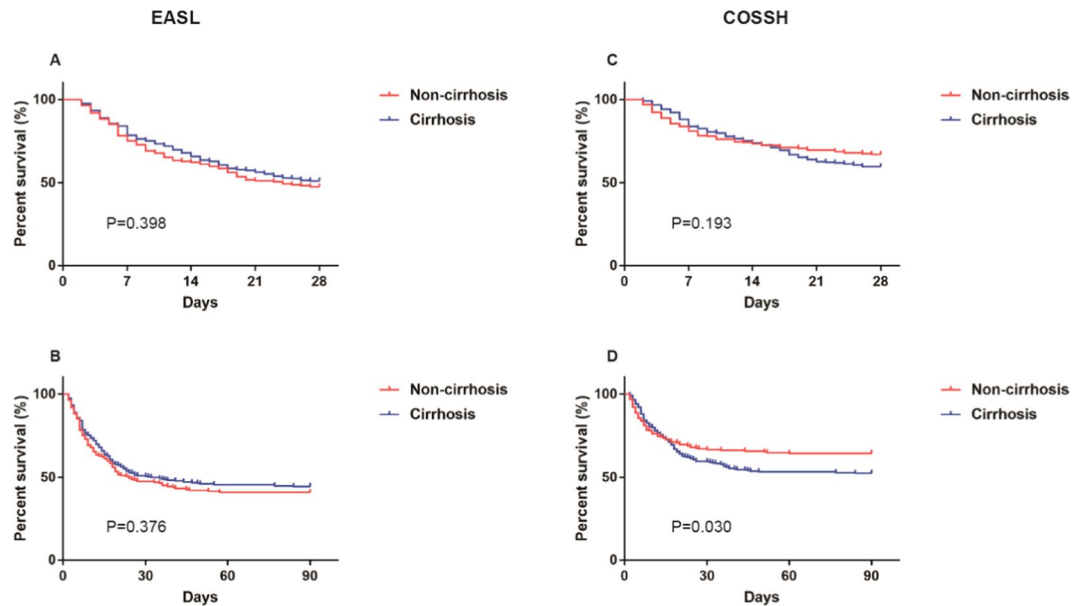 EASL
COSSH
A
Percent survival (%)
100
50
0
0 7 14 21 28
Days
P=0.398
Non-cirrhosis
Cirrhosis
C
Percent survival (%)
100
50
0
0 7 14 21 28
Days
P=0.193
Non-cirrhosis
Cirrhosis
B
Percent survival (%)
100
50
0
0 30 60 90
Days
P=0.376
Non-cirrhosis
Cirrhosis
D
Percent survival (%)
100
50
0
0 30 60 90
Days
P=0.030
Non-cirrhosis
Cirrhosis